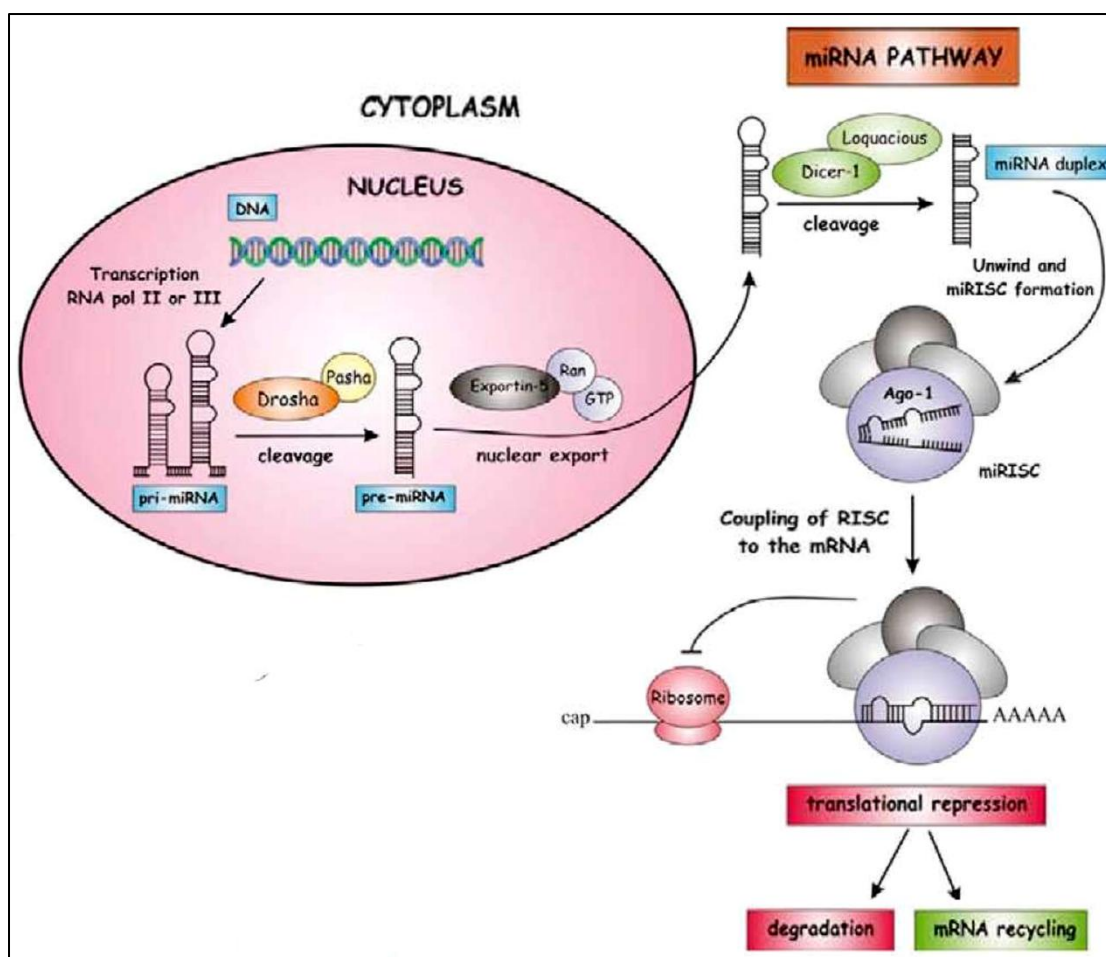 miRNA PATHWAY
CYTOPLASM
NUCLEUS
DNA
Transcription
RNA pol II or III
Drosha
Pasha
cleavage
pri-miRNA
pre-miRNA
Exportin-5
Ran
GTP
nuclear export
Loquacious
Dicer-1
cleavage
miRNA duplex
Unwind and
miRISC formation
Ago-1
miRISC
Coupling of RISC
to the mRNA
Ribosome
cap
AAAAA
translational repression
degradation
mRNA recycling